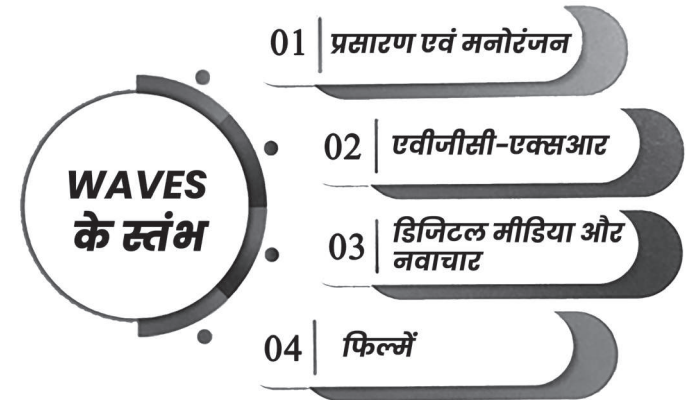 WAVES
के स्तंभ
01 प्रसारण एवं मनोरंजन
02 एवीजीसी-एक्सआर
03 डिजिटल मीडिया और
नवाचार
04 फिल्में